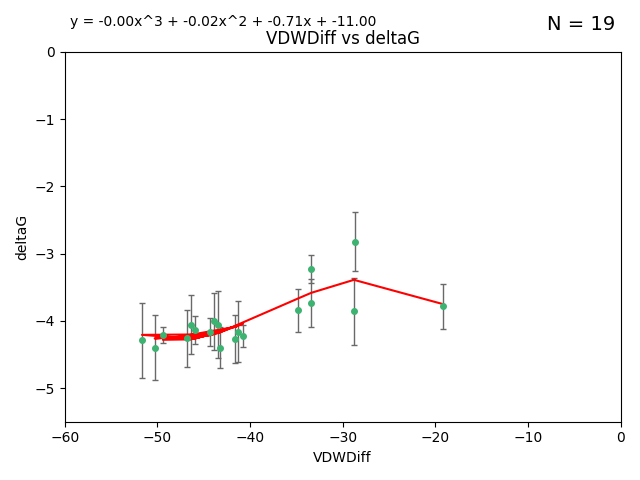 y = -0.00x^3 + -0.02x^2 + -0.71x + -11.00
N = 19
VDWDiff vs deltaG
0
−1
−2
−3
−4
−5
deltaG
−60 −50 −40 −30 −20 −10 0
VDWDiff